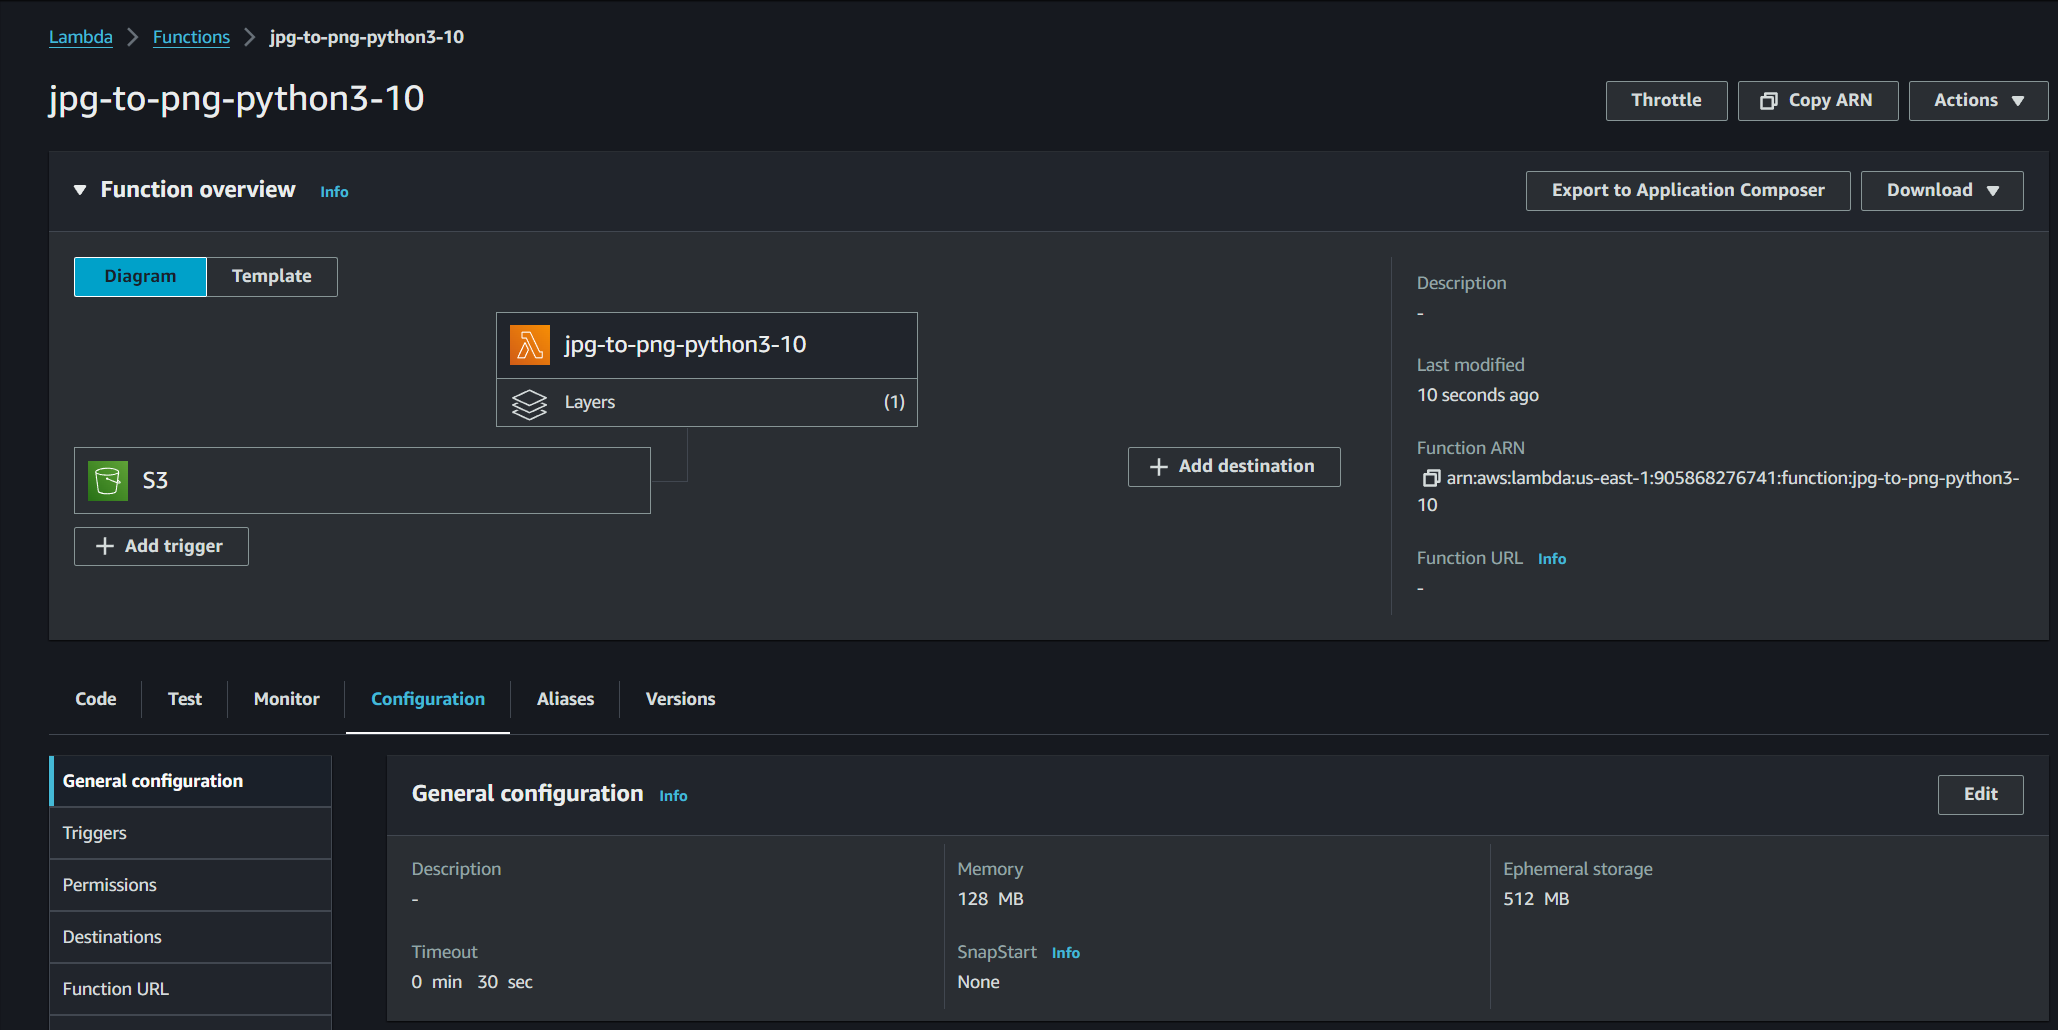 Lambda > Functions > jpg-to-png-python3-10
jpg-to-png-python3-10
Throttle Copy ARN Actions
Function overview Info
Export to Application Composer Download
Diagram Template
jpg-to-png-python3-10
Layers (1)
S3
Add trigger
Add destination
Description
-
Last modified
10 seconds ago
Function ARN
arn:aws:lambda:us-east-1:905868276741:function:jpg-to-png-python3-
10
Function URL Info
-
Code Test Monitor Configuration Aliases Versions
General configuration
Triggers
Permissions
Destinations
Function URL
General configuration Info
Edit
Description
-
Memory
128 MB
Ephemeral storage
512 MB
Timeout
0 min 30 sec
SnapStart Info
None